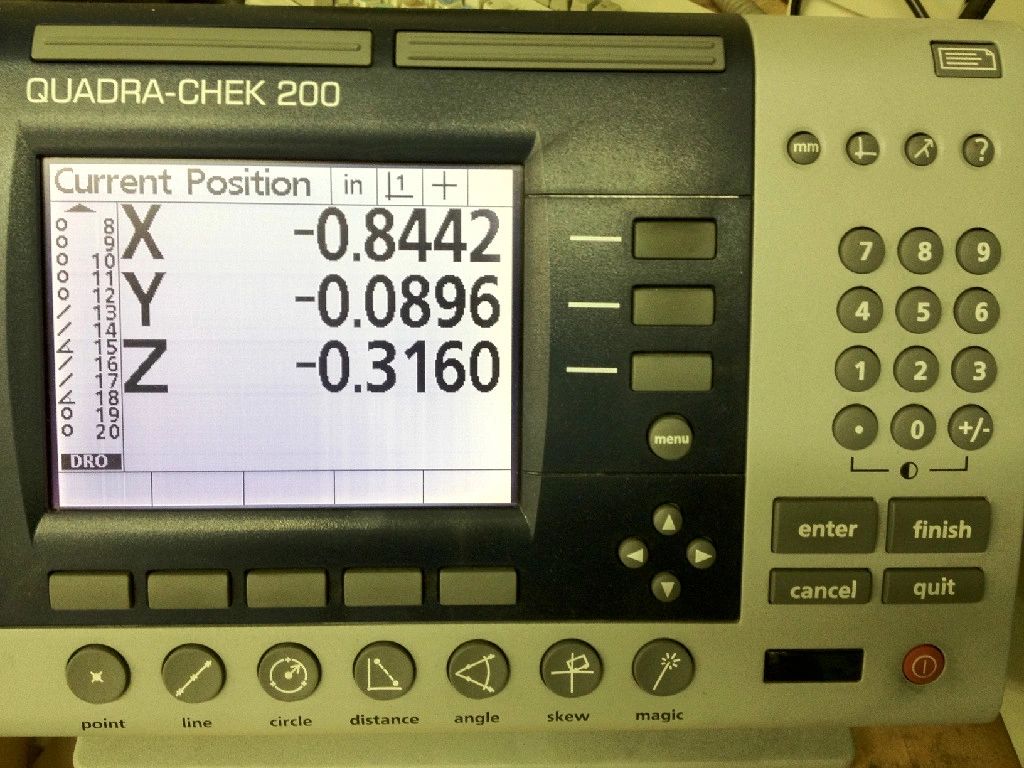 QUADRA-CHEK 200
Current Position in 1
8
9
10
11
12
13
14
15
16
17
18
19
20
X -0.8442
Y -0.0896
Z -0.3160
DRO
mm ?
7 8 9
4 5 6
1 2 3
. 0 +/-
menu
enter finish
cancel quit
point line circle distance angle skew magic